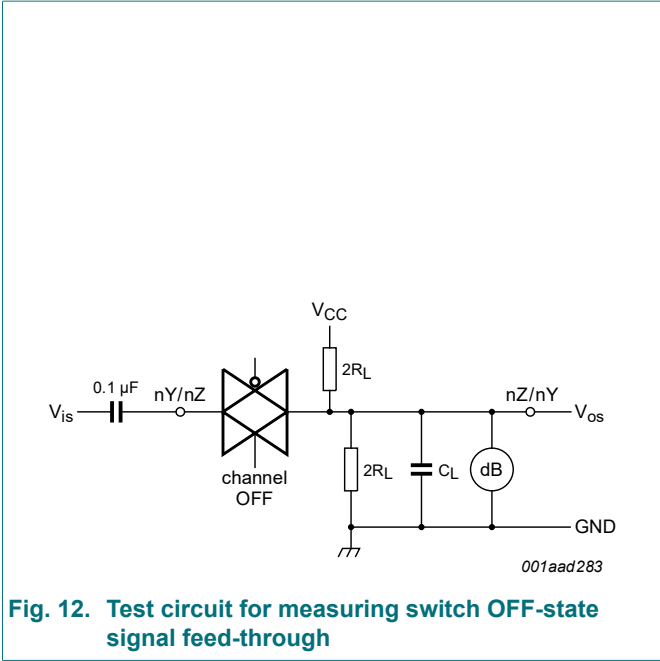 VCC
2RL
0.1 µF
nY/nZ
nZ/nY
Vis
Vos
2RL
CL
dB
channel
OFF
GND
001aad283
Fig. 12. Test circuit for measuring switch OFF-state
signal feed-through